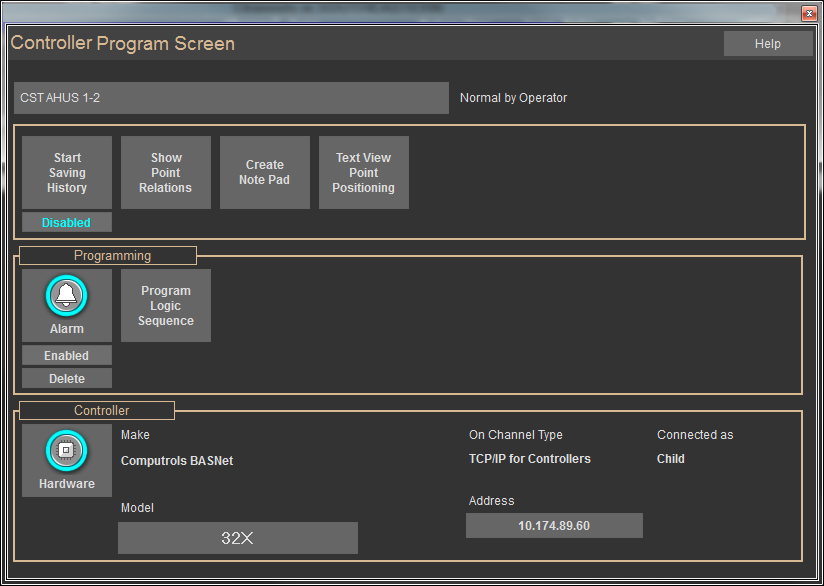 Controller Program Screen
Help
CST AHUS 1-2
Normal by Operator
Start
Saving
History
Show
Point
Relations
Create
Note Pad
Text View
Point
Positioning
Disabled
Programming
Alarm
Program
Logic
Sequence
Enabled
Delete
Controller
Hardware
Make
Computrols BASNet
On Channel Type
TCP/IP for Controllers
Connected as
Child
Model
32X
Address
10.174.89.60